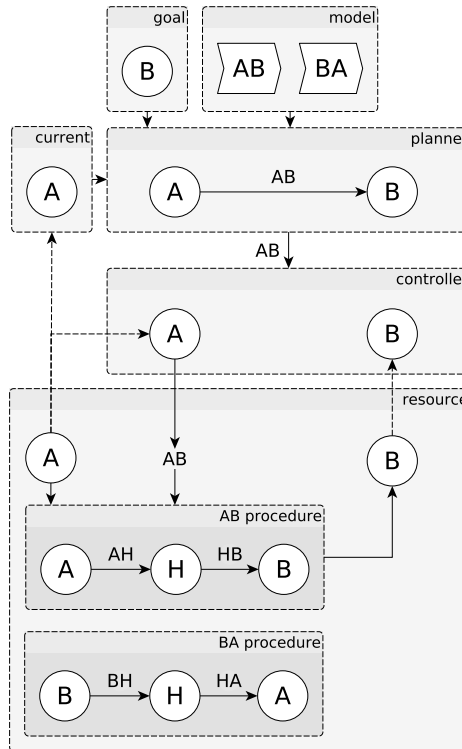 goal
model
B
AB
BA
current
planne
A
A
AB
B
AB
controlle
A
B
resource
A
AB
B
AB procedure
A
AH
H
HB
B
BA procedure
B
BH
H
HA
A